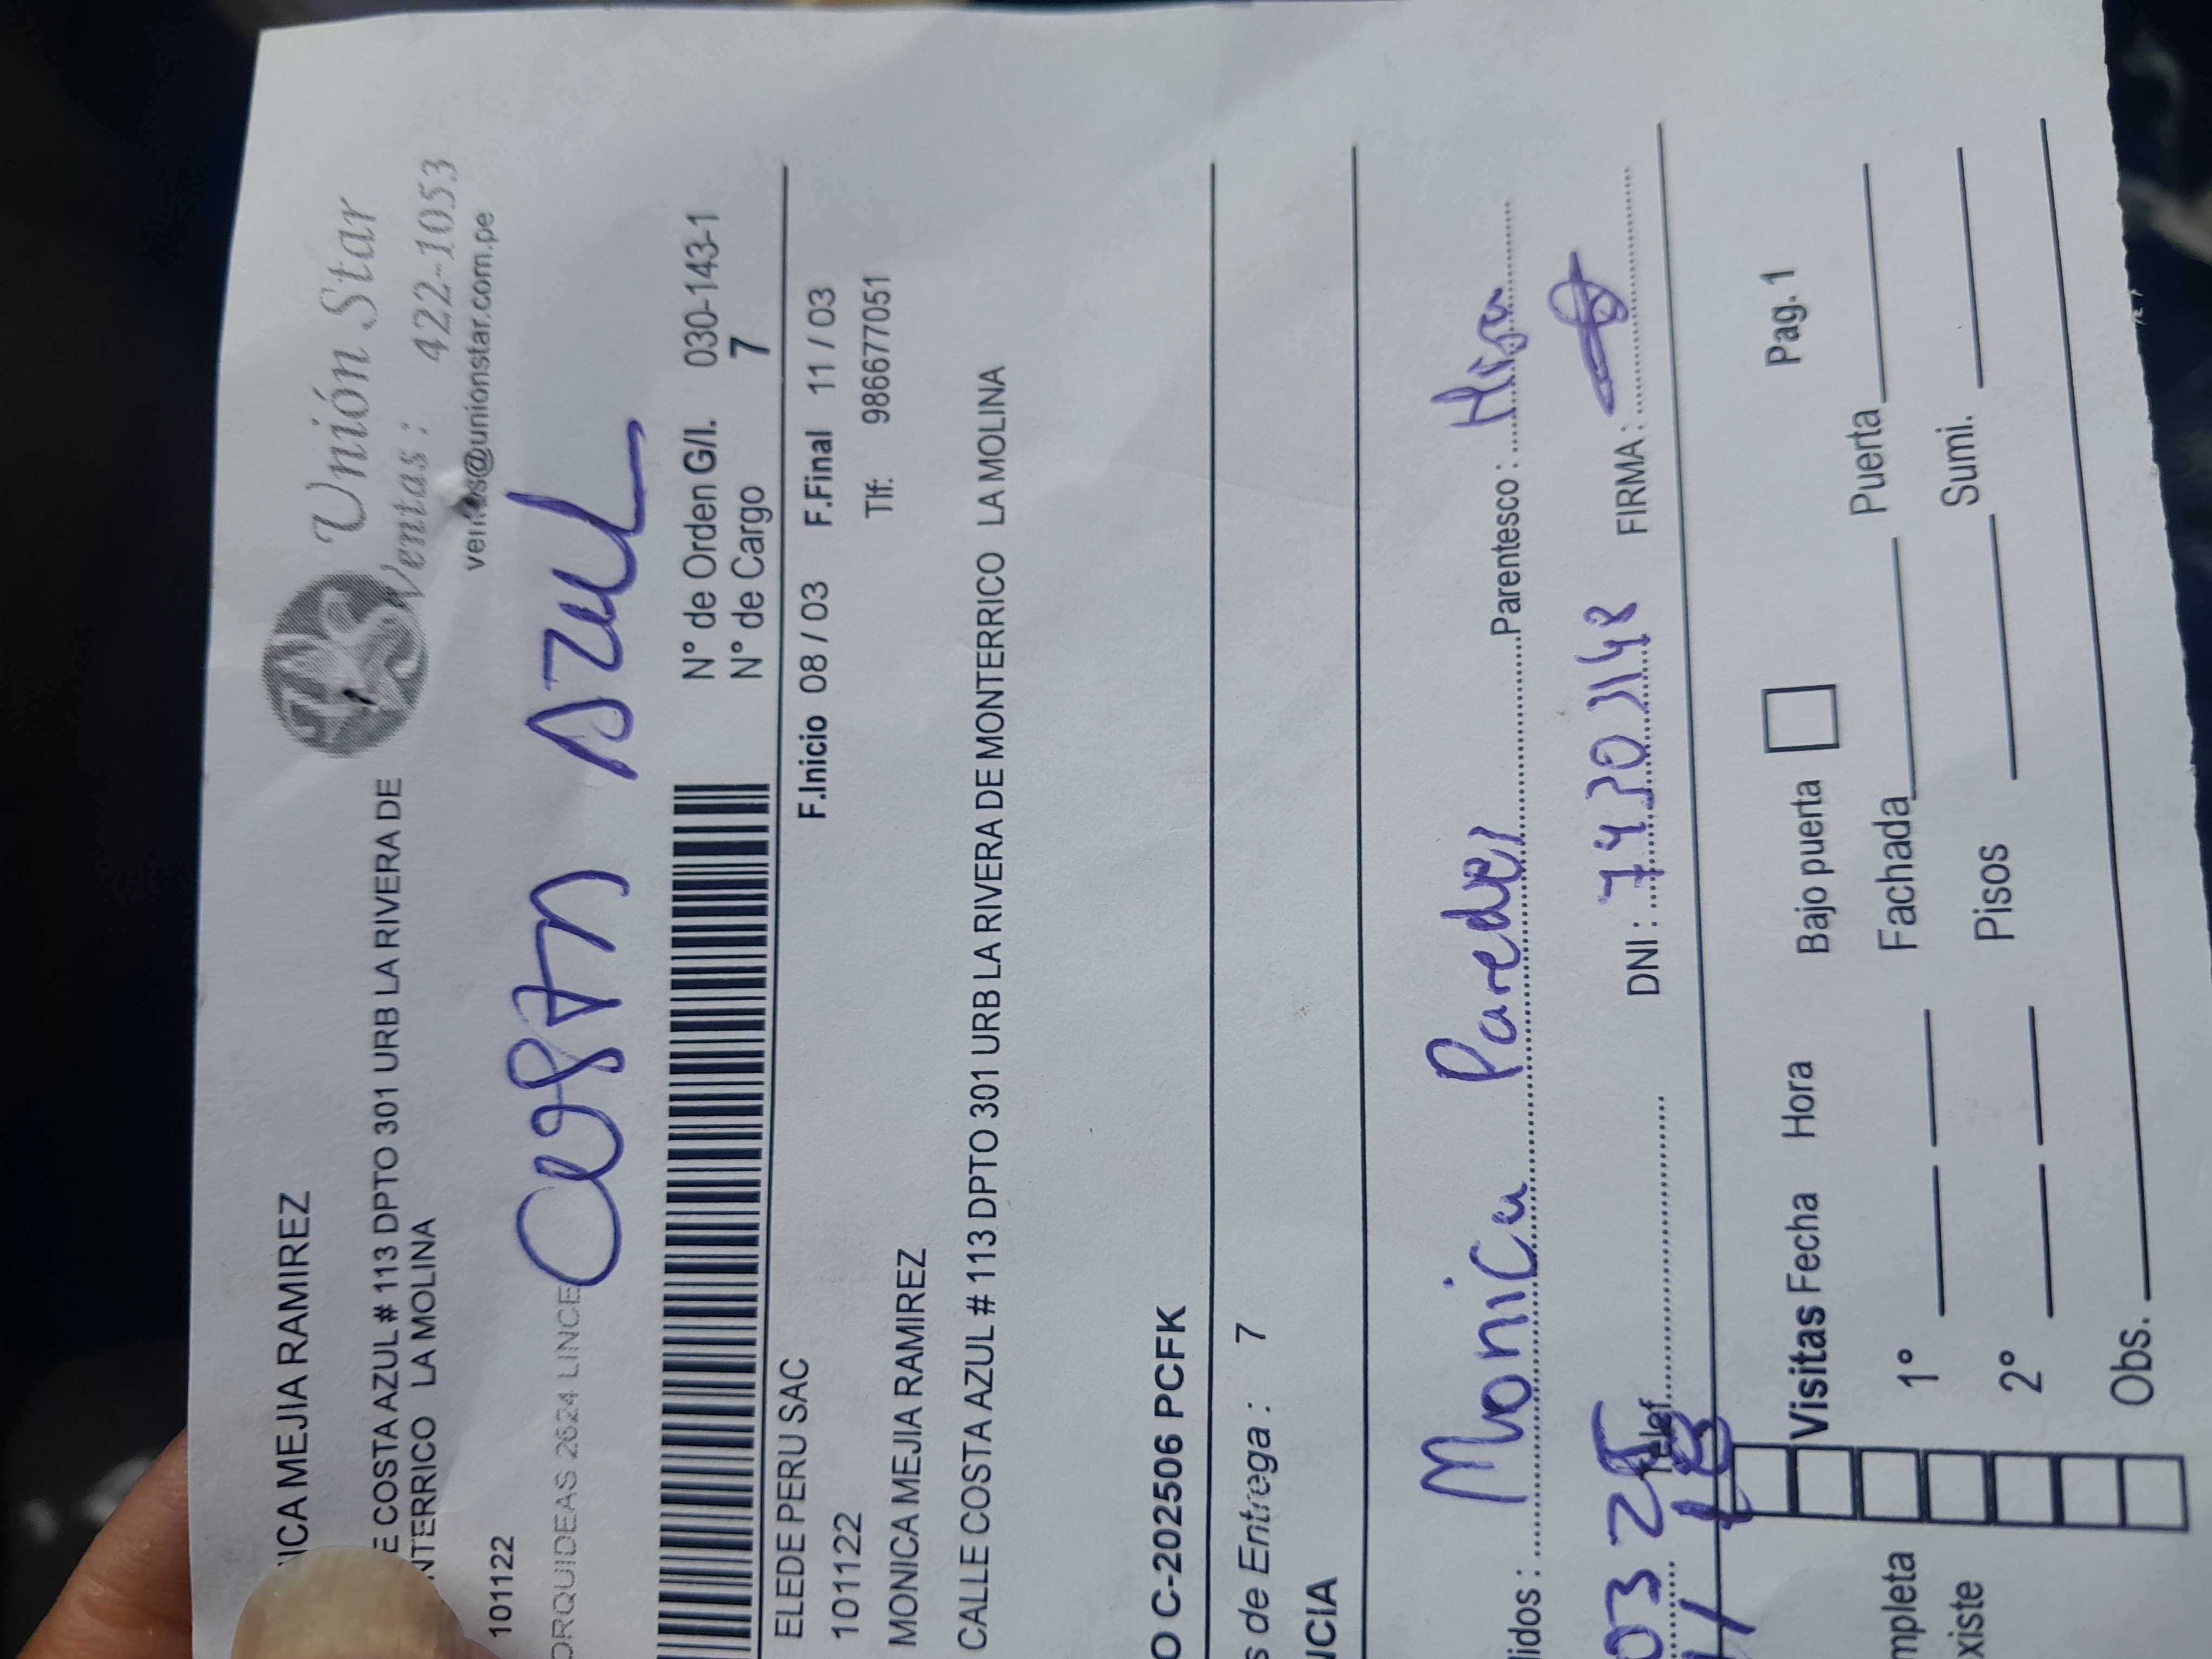 ICA MEJIA RAMIREZ
E COSTA AZUL # 113 DPTO 301 URB LA RIVERA DE
NTERRICO LA MOLINA
Unión Star
Ventas : 422-1053
ventas@unionstar.com.pe
101122
ORQUIDEAS 2624 LINCE
Costa Azul
N° de Orden G/I. 030-143-1
N° de Cargo 7
ELEDE PERU SAC
F.Inicio 08 / 03 F.Final 11 / 03
101122
Tlf: 986677051
MONICA MEJIA RAMIREZ
CALLE COSTA AZUL # 113 DPTO 301 URB LA RIVERA DE MONTERRICO LA MOLINA
O C-202506 PCFK
s de Entrega : 7
NCIA
lidos : Monica Paredes Parentesco :
03 25 Telef. DNI : FIRMA :
Visitas Fecha Hora Bajo puerta Pag. 1
1° Fachada Puerta
mpleta
2° Pisos Sumi.
xiste
Obs.